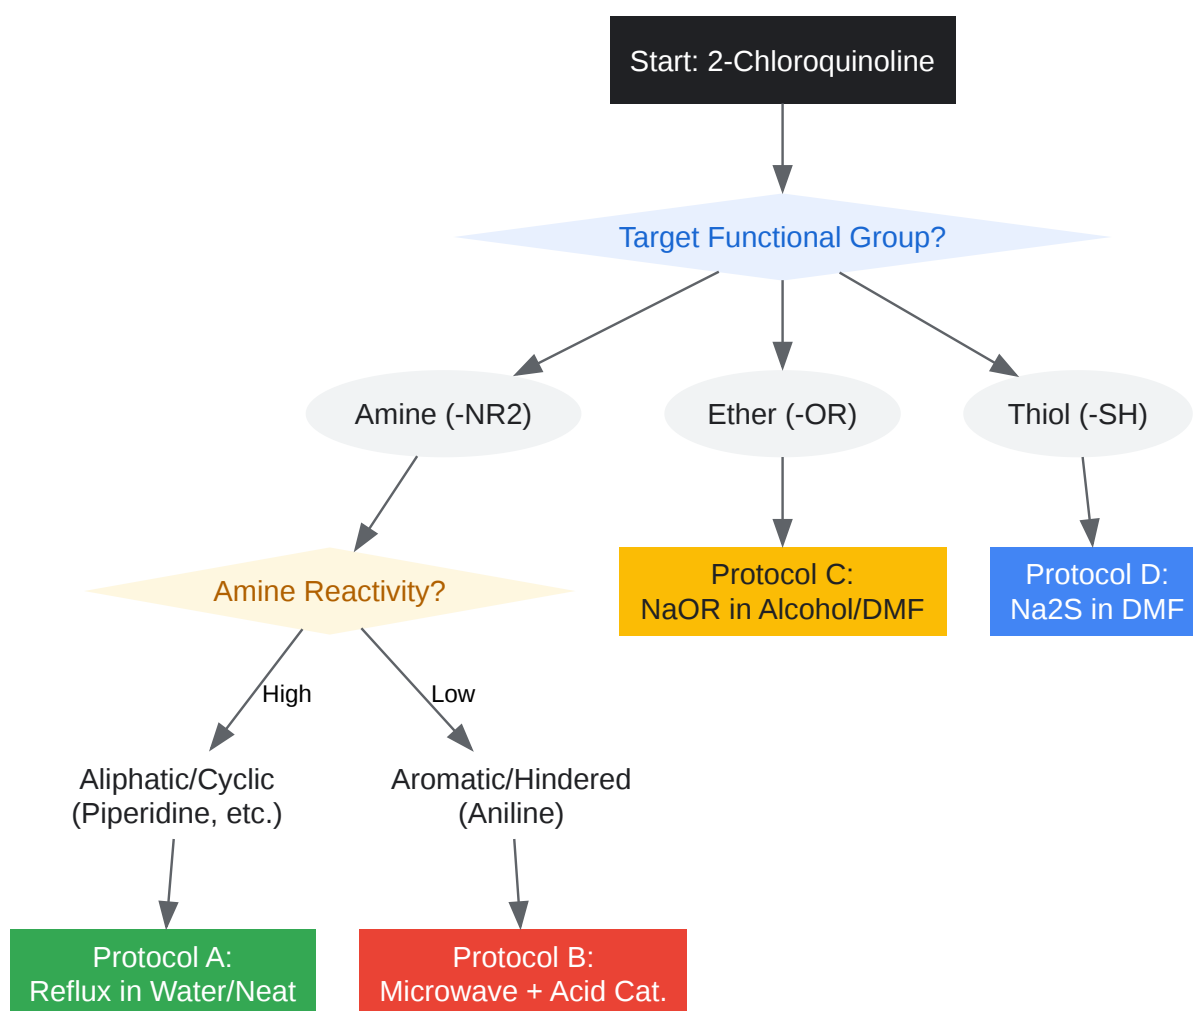 Start: 2-Chloroquinoline
Target Functional Group?
Amine (-NR2)
Ether (-OR)
Thiol (-SH)
Amine Reactivity?
Protocol C:
NaOR in Alcohol/DMF
Protocol D:
Na2S in DMF
High
Low
Aliphatic/Cyclic
(Piperidine, etc.)
Aromatic/Hindered
(Aniline)
Protocol A:
Reflux in Water/Neat
Protocol B:
Microwave + Acid Cat.